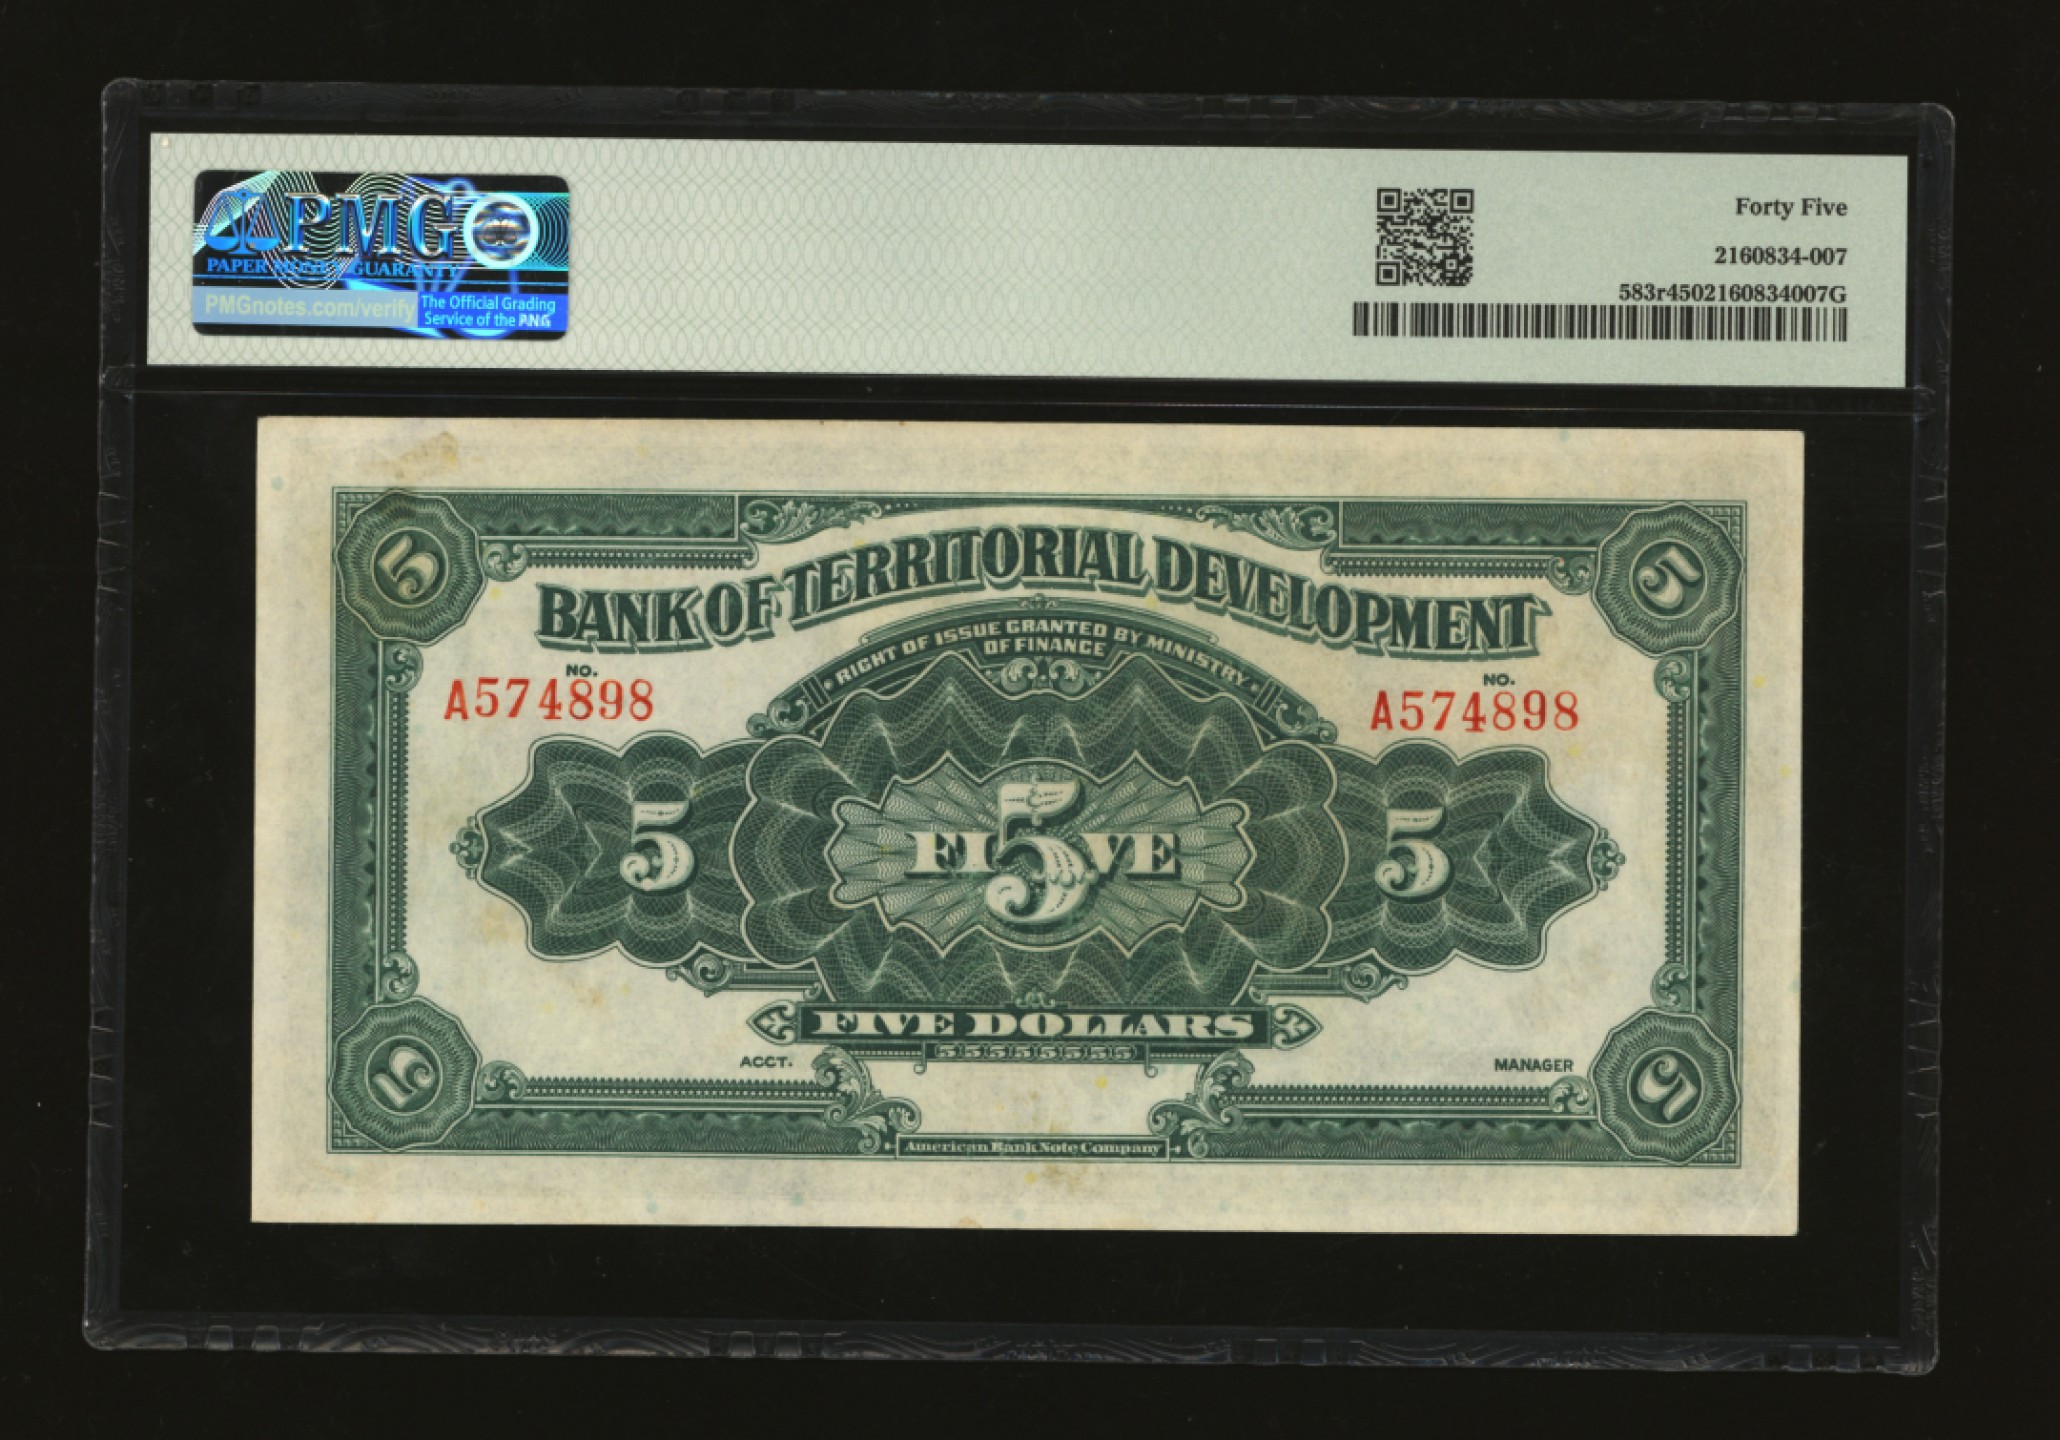 PMG
PAPER MONEY GUARANTY
PMGnotes.com/verify
The Official Grading
Service of the PNG
Forty Five
2160834-007
583r4502160834007G
5 5
BANK OF TERRITORIAL DEVELOPMENT
RIGHT OF ISSUE GRANTED BY MINISTRY
OF FINANCE
NO. NO.
A574898 A574898
5 FI5VE 5
FIVE DOLLARS
55555555
ACCT. MANAGER
5 5
American Bank Note Company